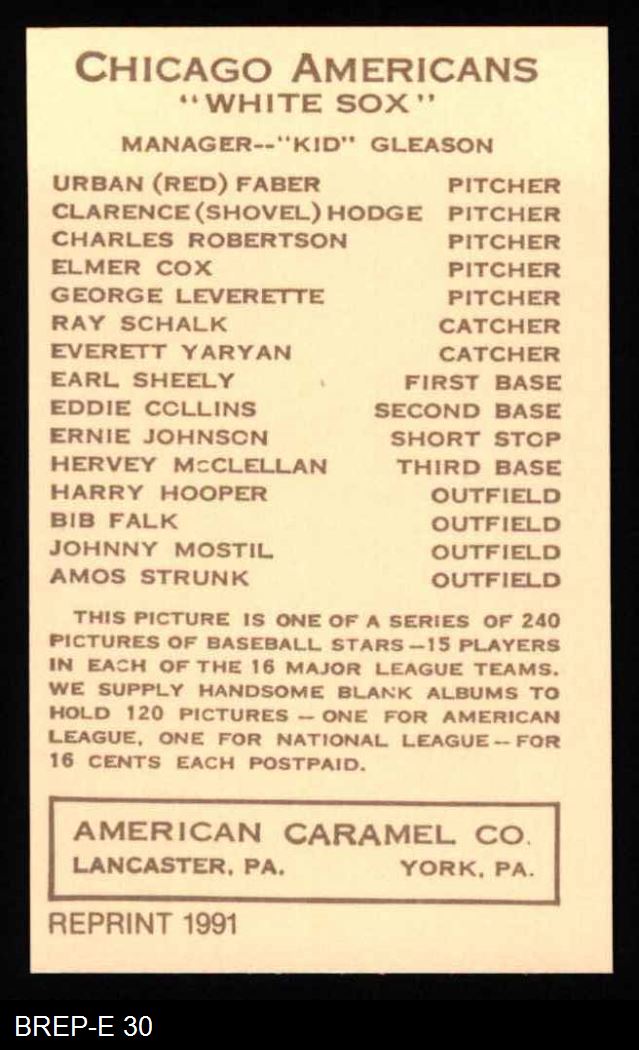 CHICAGO AMERICANS
"WHITE SOX"
MANAGER--"KID" GLEASON
URBAN (RED) FABER PITCHER
CLARENCE (SHOVEL) HODGE PITCHER
CHARLES ROBERTSON PITCHER
ELMER COX PITCHER
GEORGE LEVERETTE PITCHER
RAY SCHALK CATCHER
EVERETT YARYAN CATCHER
EARL SHEELY FIRST BASE
EDDIE COLLINS SECOND BASE
ERNIE JOHNSON SHORT STOP
HERVEY McCLELLAN THIRD BASE
HARRY HOOPER OUTFIELD
BIB FALK OUTFIELD
JOHNNY MOSTIL OUTFIELD
AMOS STRUNK OUTFIELD
THIS PICTURE IS ONE OF A SERIES OF 240
PICTURES OF BASEBALL STARS—15 PLAYERS
IN EACH OF THE 16 MAJOR LEAGUE TEAMS.
WE SUPPLY HANDSOME BLANK ALBUMS TO
HOLD 120 PICTURES -- ONE FOR AMERICAN
LEAGUE, ONE FOR NATIONAL LEAGUE -- FOR
16 CENTS EACH POSTPAID.
AMERICAN CARAMEL CO.
LANCASTER, PA. YORK, PA.
REPRINT 1991
BREP-E 30